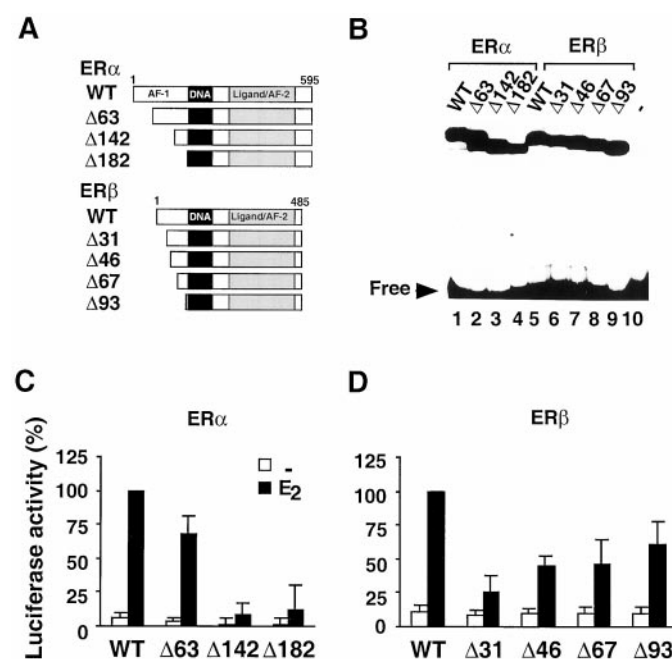 A
ERα
1 595
WT AF-1 DNA Ligand/AF-2
Δ63
Δ142
Δ182
ERβ
1 485
WT DNA Ligand/AF-2
Δ31
Δ46
Δ67
Δ93
B
ERα ERβ
WT Δ63 Δ142 Δ182 WT Δ31 Δ46 Δ67 Δ93 -
Free
1 2 3 4 5 6 7 8 9 10
C
ERα
Luciferase activity (%)
125
100
75
50
25
0
-
E2
WT Δ63 Δ142 Δ182
D
ERβ
125
100
75
50
25
0
WT Δ31 Δ46 Δ67 Δ93